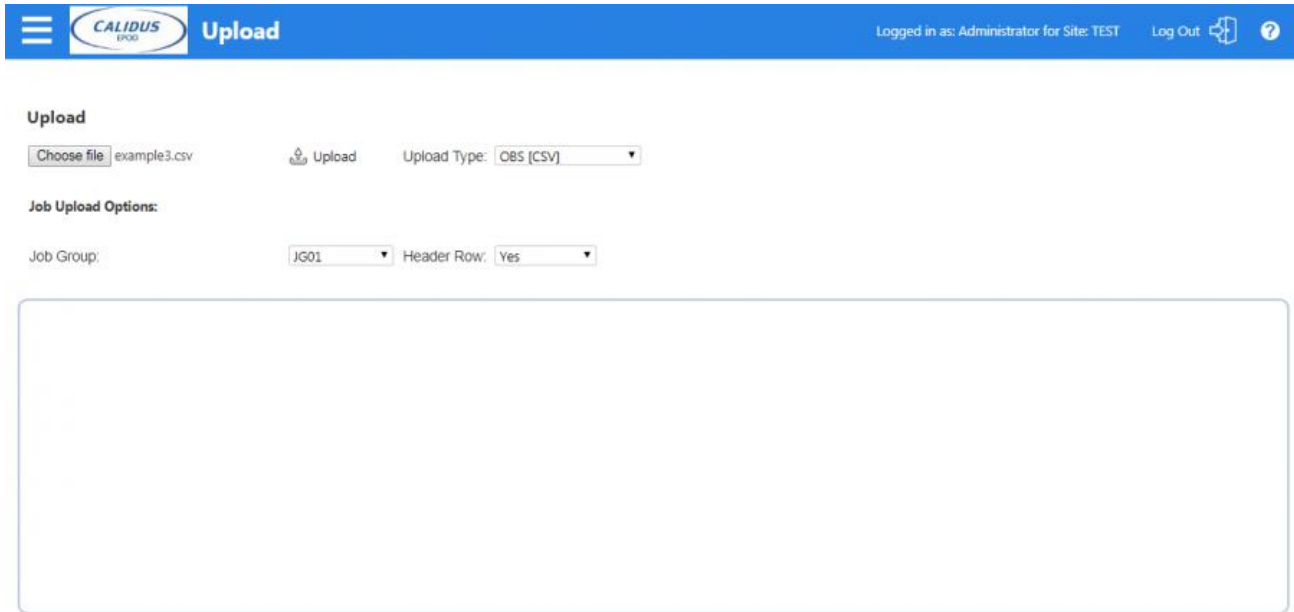 CALIDUS
EPOD
Upload
Logged in as: Administrator for Site: TEST
Log Out
?
Upload
Choose file example3.csv Upload Upload Type: OBS [CSV]
Job Upload Options:
Job Group: JG01 Header Row: Yes